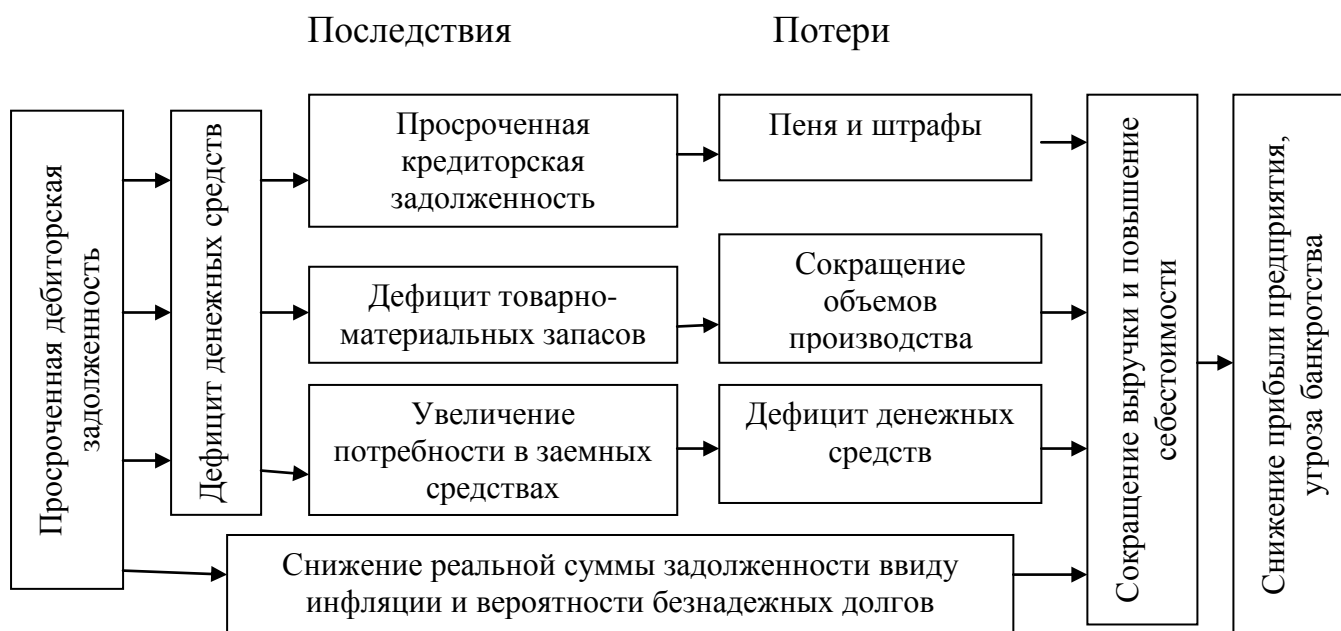 Последствия
Потери
Просроченная дебиторская
задолженность
Дефицит денежных средств
Просроченная
кредиторская
задолженность
Пеня и штрафы
Дефицит товарно-
материальных запасов
Сокращение
объемов
производства
Увеличение
потребности в заемных
средствах
Дефицит денежных
средств
Снижение реальной суммы задолженности ввиду
инфляции и вероятности безнадежных долгов
Сокращение выручки и повышение
себестоимости
Снижение прибыли предприятия,
угроза банкротства